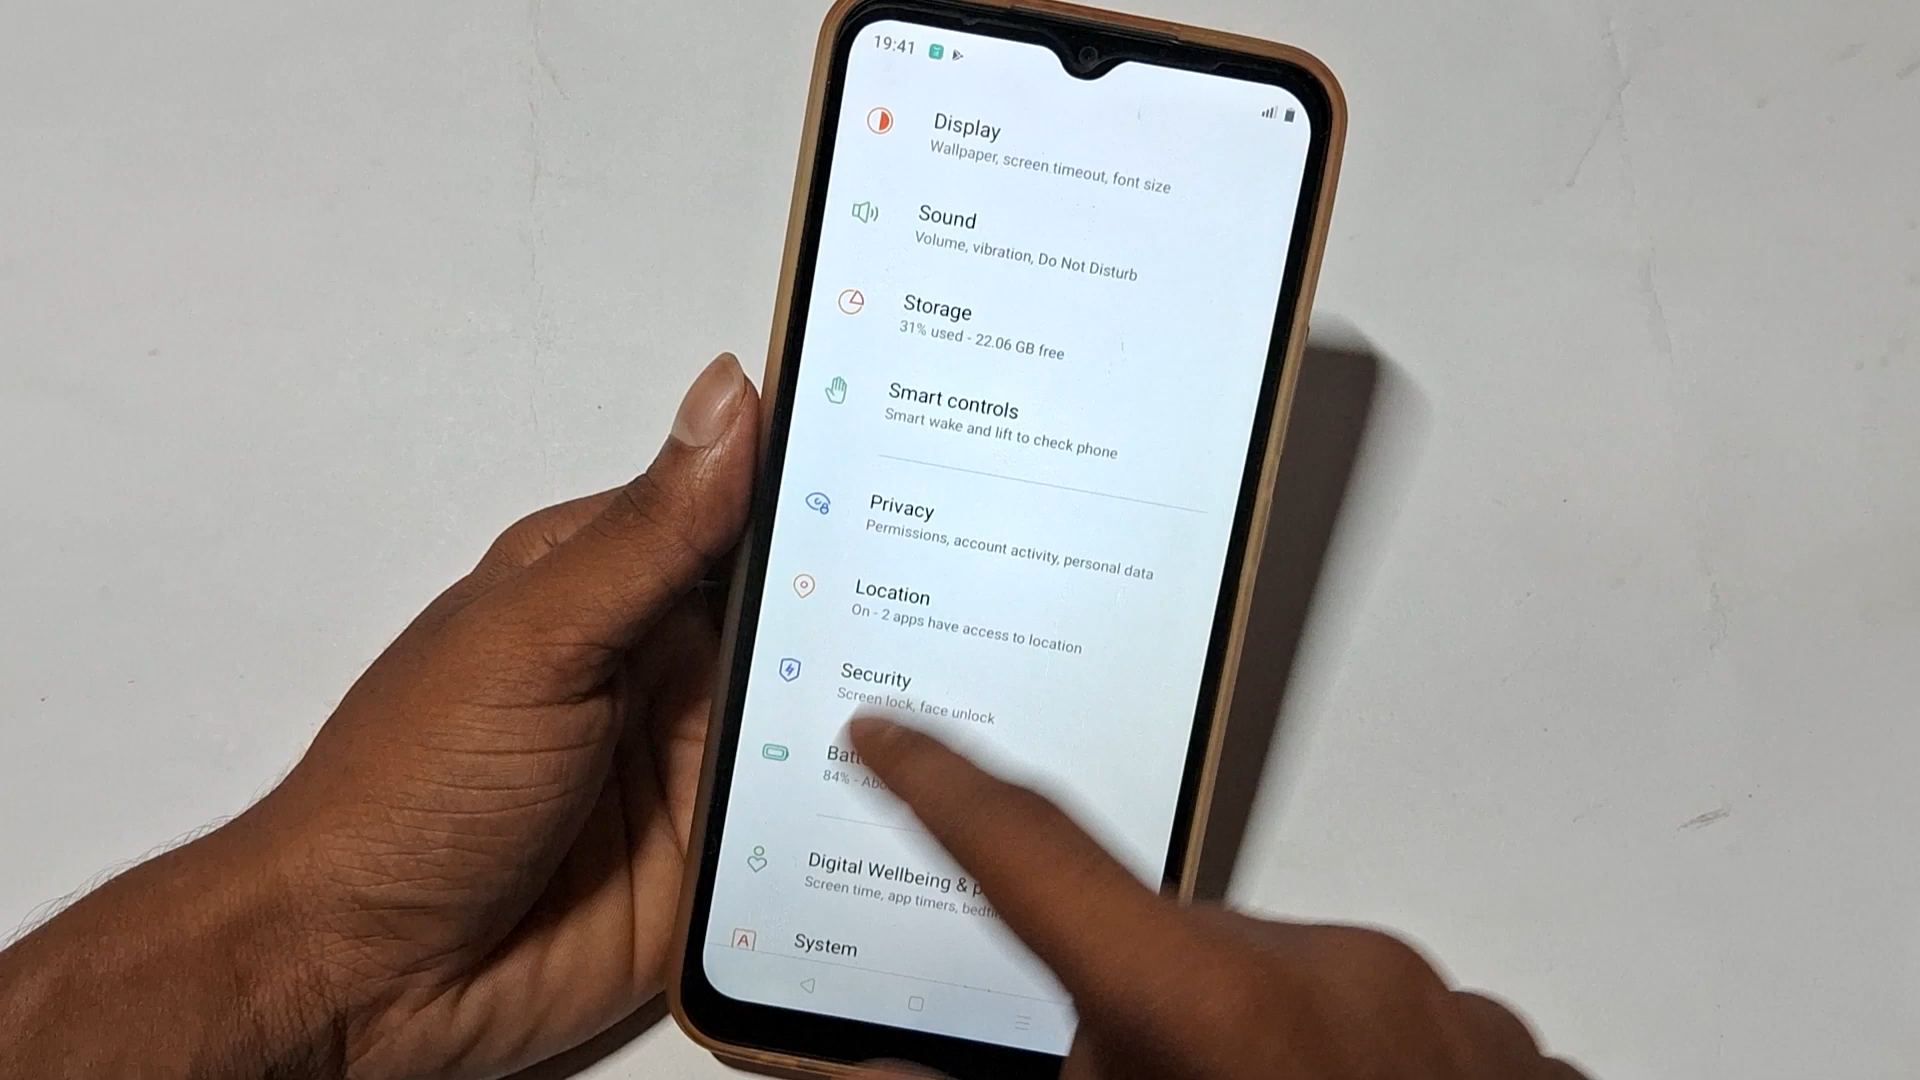 19:41
Display
Wallpaper, screen timeout, font size
Sound
Volume, vibration, Do Not Disturb
Storage
31% used - 22.06 GB free
Smart controls
Smart wake and lift to check phone
Privacy
Permissions, account activity, personal data
Location
On - 2 apps have access to location
Security
Screen lock, face unlock
84% -
Digital Wellbeing &
Screen time, app timers,
System
A